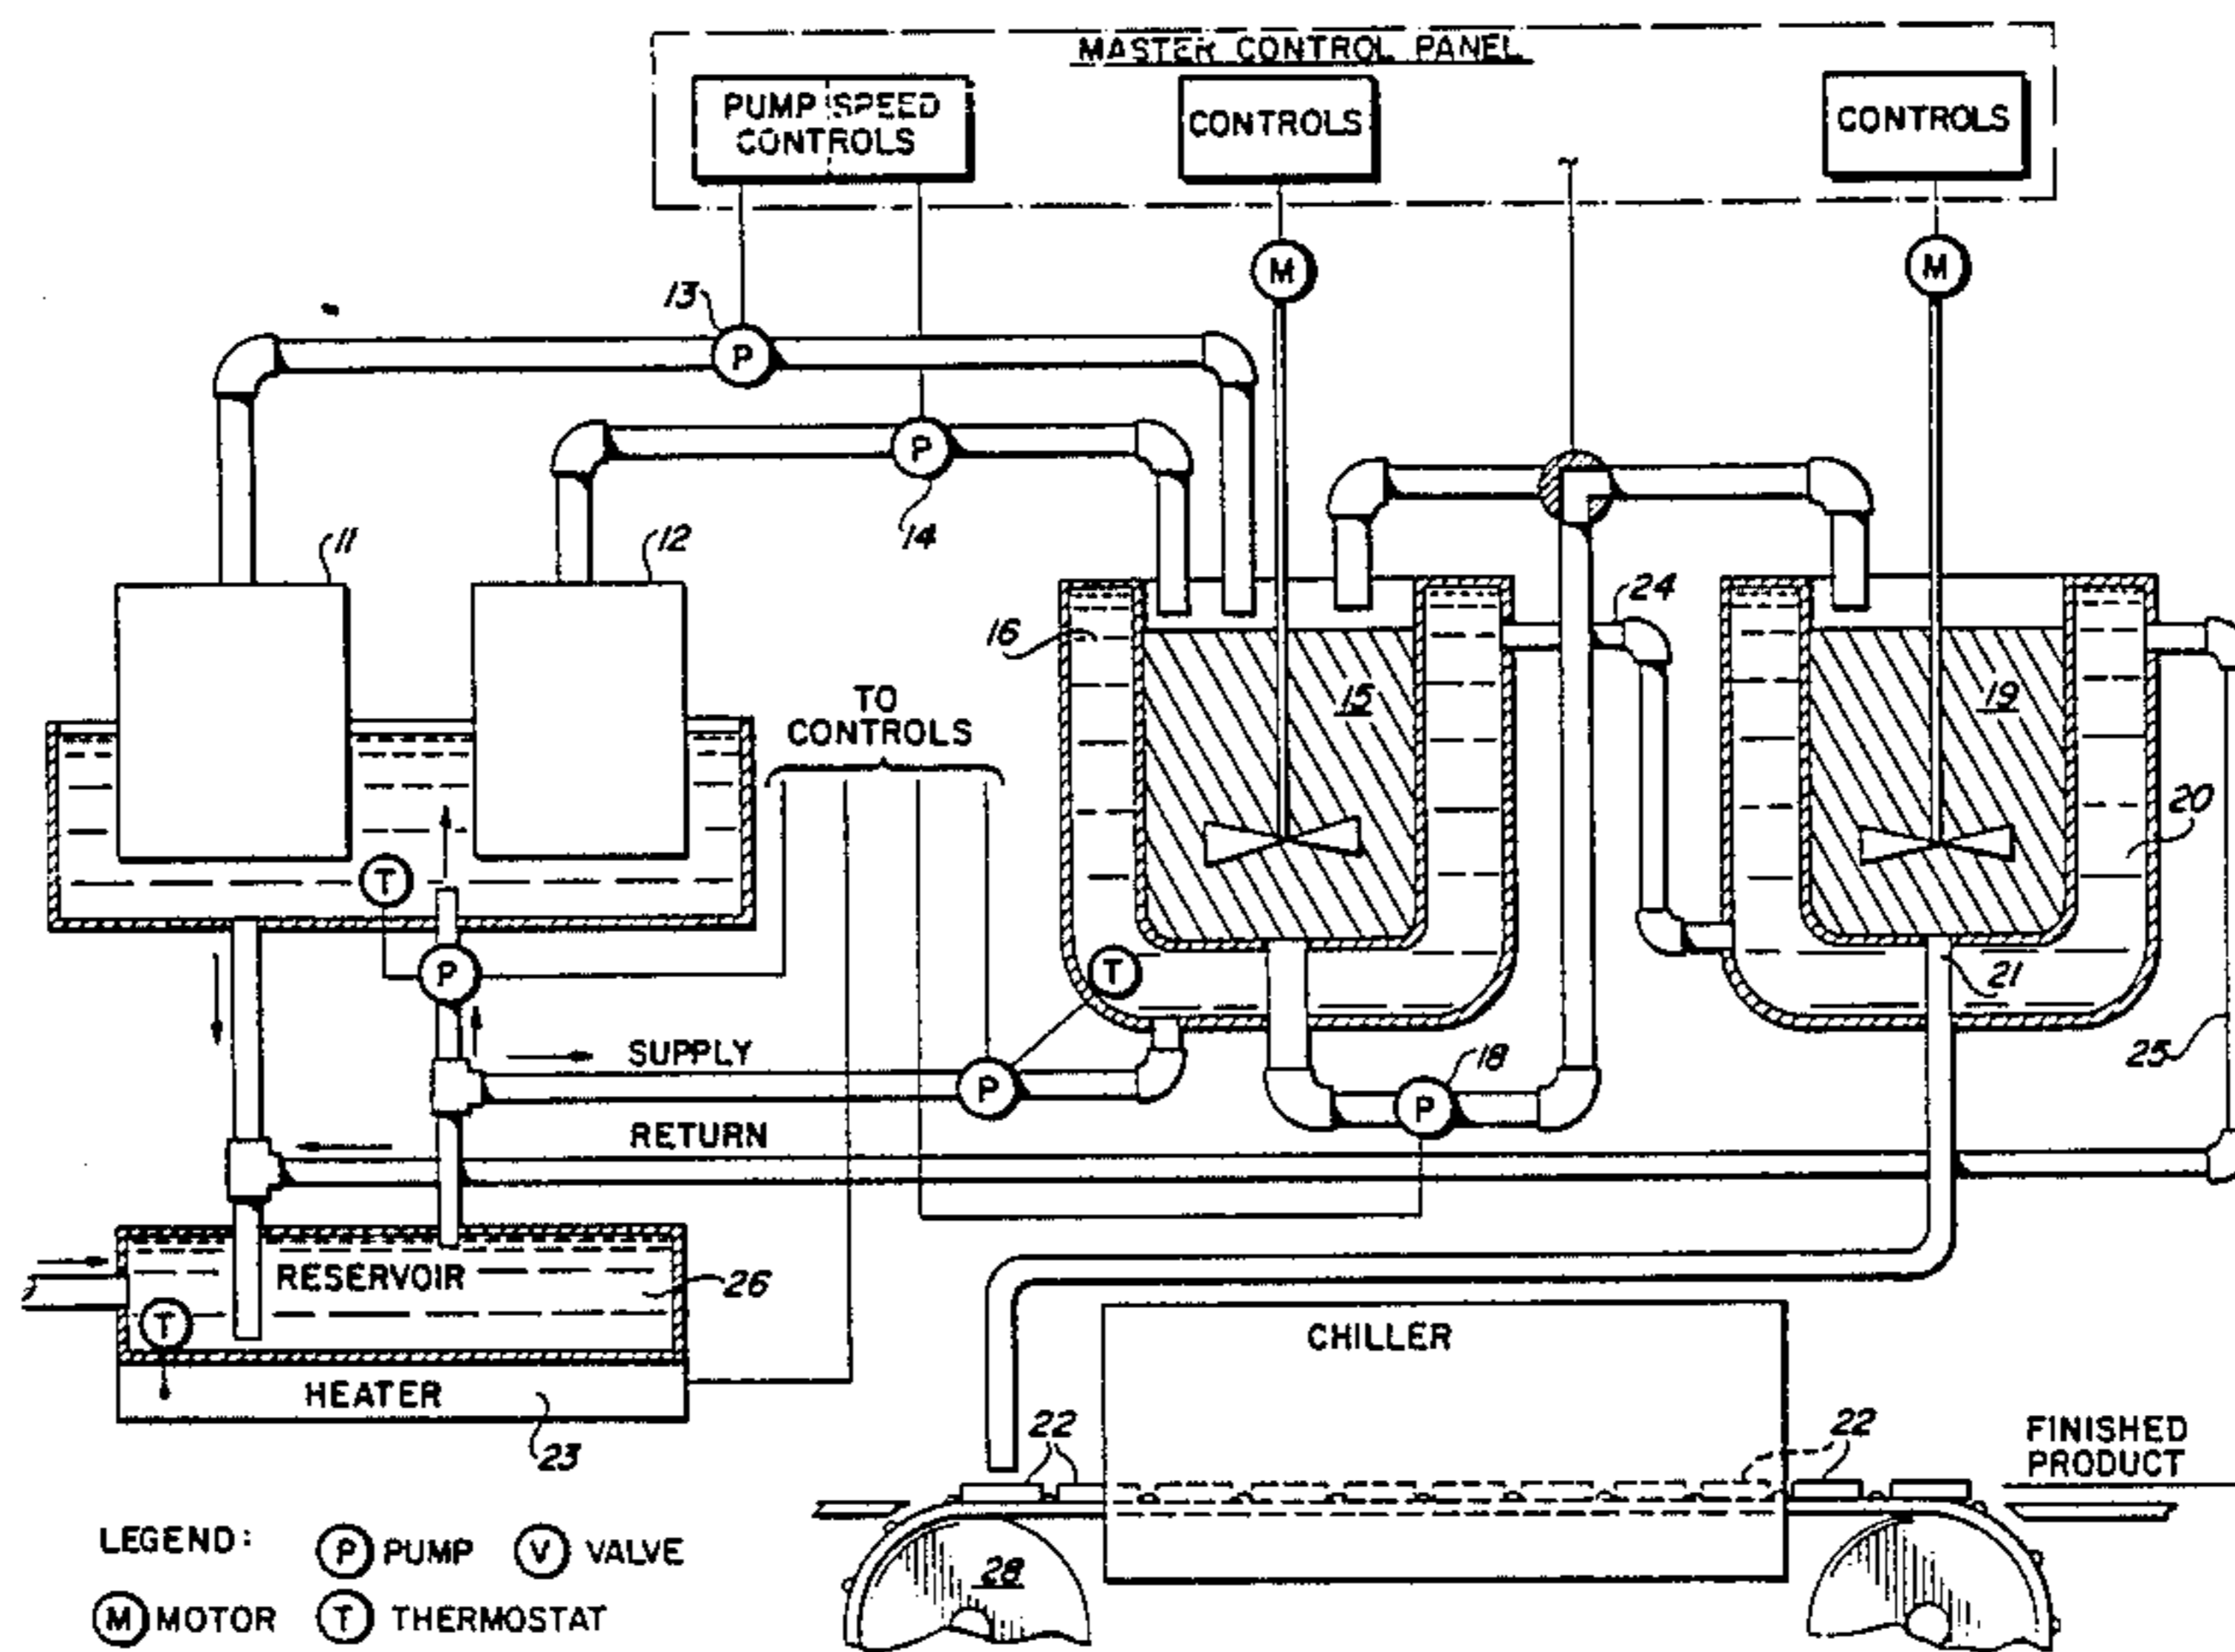 MASTER CONTROL PANEL
PUMP SPEED
CONTROLS
CONTROLS
CONTROLS
M
M
13
P
P
14
11
12
24
16
15
19
TO
CONTROLS
20
T
P
T
21
SUPPLY
P
18
P
25
RETURN
RESERVOIR
26
T
HEATER
23
CHILLER
22
22
22
FINISHED
PRODUCT
28
LEGEND:
P PUMP
V VALVE
M MOTOR
T THERMOSTAT